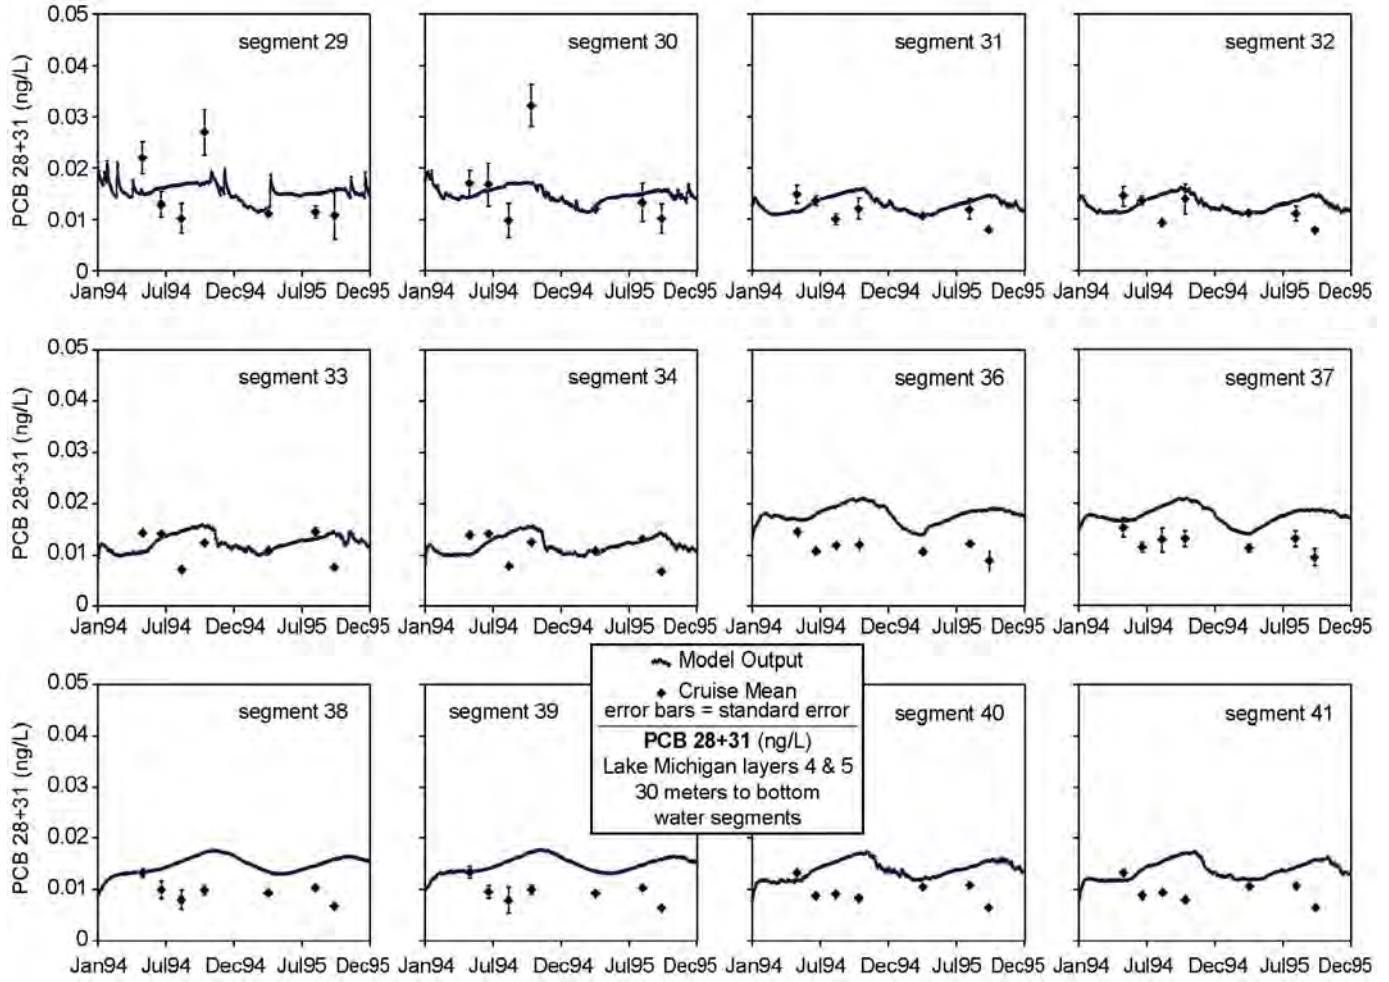 0.05
segment 29
segment 30
segment 31
segment 32
0.04
0.03
0.02
0.01
0
PCB 28+31 (ng/L)
Jan94 Jul94 Dec94 Jul95 Dec95
Jan94 Jul94 Dec94 Jul95 Dec95
Jan94 Jul94 Dec94 Jul95 Dec95
Jan94 Jul94 Dec94 Jul95 Dec95
0.05
segment 33
segment 34
segment 36
segment 37
0.04
0.03
0.02
0.01
0
PCB 28+31 (ng/L)
Jan94 Jul94 Dec94 Jul95 Dec95
Jan94 Jul94 Dec94 Jul95 Dec95
Jan94 Jul94 Dec94 Jul95 Dec95
Jan94 Jul94 Dec94 Jul95 Dec95
Model Output
Cruise Mean
error bars = standard error
PCB 28+31 (ng/L)
Lake Michigan layers 4 & 5
30 meters to bottom
water segments
0.05
segment 38
segment 39
segment 40
segment 41
0.04
0.03
0.02
0.01
0
PCB 28+31 (ng/L)
Jan94 Jul94 Dec94 Jul95 Dec95
Jan94 Jul94 Dec94 Jul95 Dec95
Jan94 Jul94 Dec94 Jul95 Dec95
Jan94 Jul94 Dec94 Jul95 Dec95